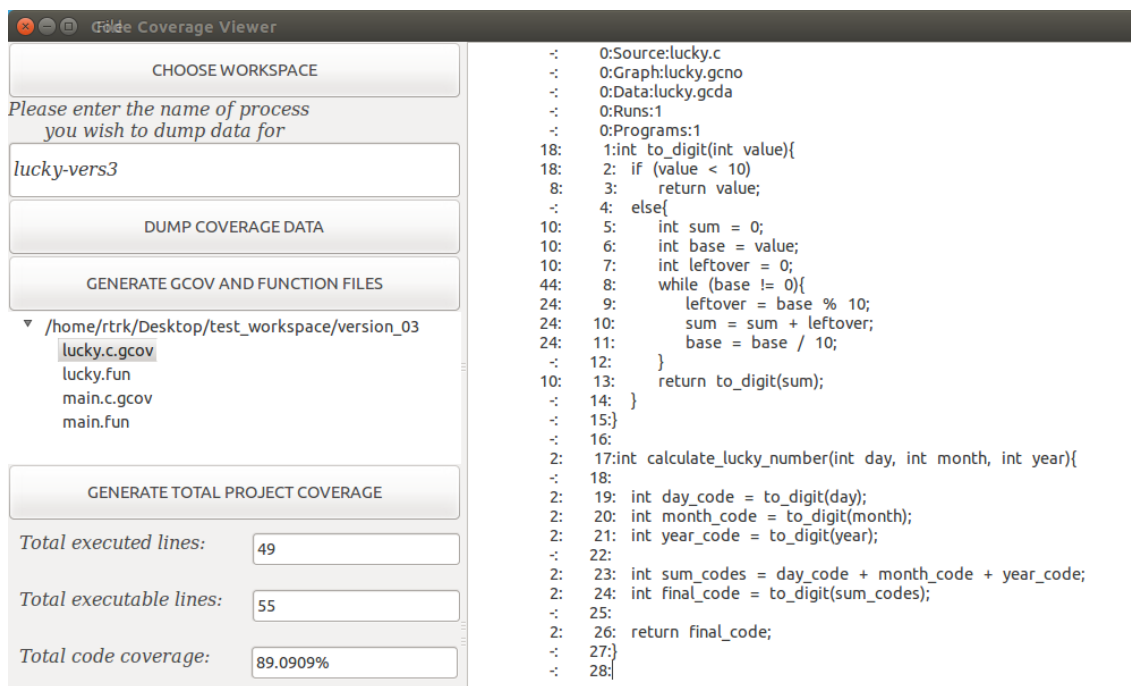 Code Coverage Viewer
CHOOSE WORKSPACE
Please enter the name of process
you wish to dump data for
lucky-vers3
DUMP COVERAGE DATA
GENERATE GCOV AND FUNCTION FILES
/home/rtrk/Desktop/test_workspace/version_03
lucky.c.gcov
lucky.fun
main.c.gcov
main.fun
GENERATE TOTAL PROJECT COVERAGE
Total executed lines: 49
Total executable lines: 55
Total code coverage: 89.0909%
-: 0:Source:lucky.c
-: 0:Graph:lucky.gcno
-: 0:Data:lucky.gcda
-: 0:Runs:1
-: 0:Programs:1
18: 1:int to_digit(int value){
18: 2: if (value < 10)
8: 3: return value;
-: 4: else{
10: 5: int sum = 0;
10: 6: int base = value;
10: 7: int leftover = 0;
44: 8: while (base != 0){
24: 9: leftover = base % 10;
24: 10: sum = sum + leftover;
24: 11: base = base / 10;
-: 12: }
10: 13: return to_digit(sum);
-: 14: }
-: 15:}
-: 16:
2: 17:int calculate_lucky_number(int day, int month, int year){
-: 18:
2: 19: int day_code = to_digit(day);
2: 20: int month_code = to_digit(month);
2: 21: int year_code = to_digit(year);
-: 22:
2: 23: int sum_codes = day_code + month_code + year_code;
2: 24: int final_code = to_digit(sum_codes);
-: 25:
2: 26: return final_code;
-: 27:}
-: 28: